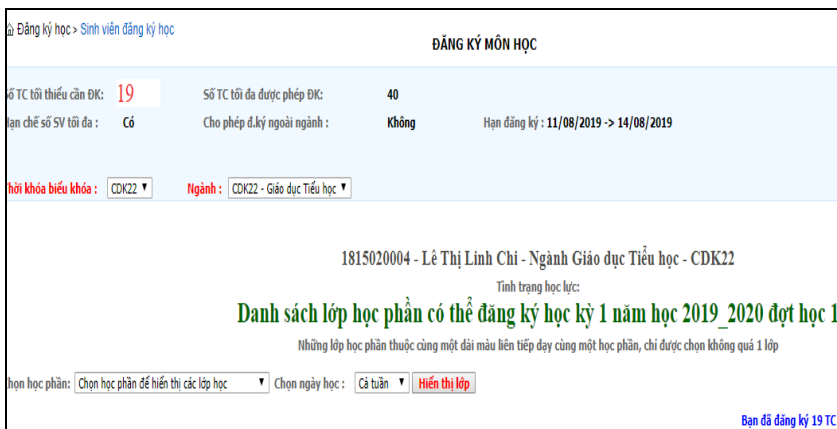 Đăng ký học > Sinh viên đăng ký học
ĐĂNG KÝ MÔN HỌC
ố TC tối thiểu cần ĐK: 19 Số TC tối đa được phép ĐK: 40
ạn chế số SV tối đa : Có Cho phép đ.ký ngoài ngành : Không Hạn đăng ký : 11/08/2019 -> 14/08/2019
hời khóa biểu khóa : CDK22 Ngành : CDK22 - Giáo dục Tiểu học
1815020004 - Lê Thị Linh Chi - Ngành Giáo dục Tiểu học - CDK22
Tình trạng học lực:
Danh sách lớp học phần có thể đăng ký học kỳ 1 năm học 2019_2020 đợt học 1
Những lớp học phần thuộc cùng một dải màu liên tiếp dạy cùng một học phần, chỉ được chọn không quá 1 lớp
họn học phần: Chọn học phần để hiển thị các lớp học Chọn ngày học : Cả tuần Hiển thị lớp
Bạn đã đăng ký 19 TC